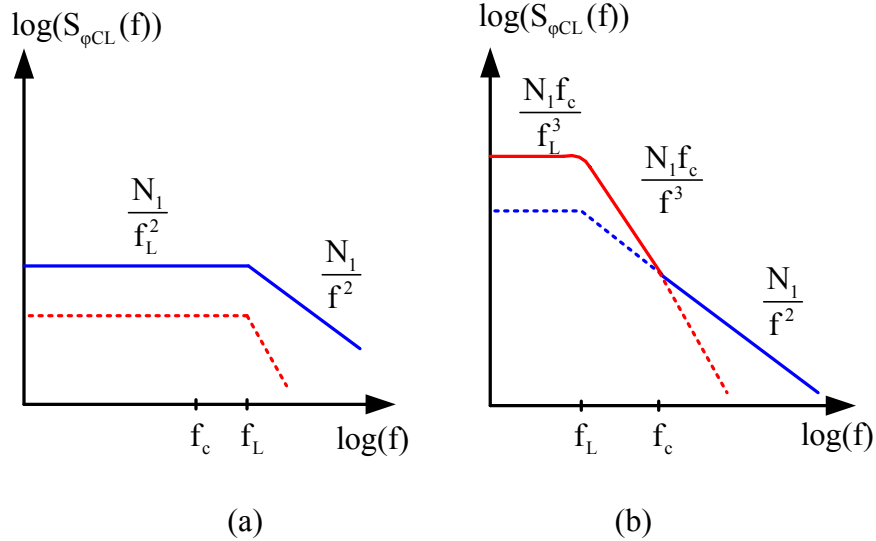 log(S_φCL(f))
N_1
f_L^2
N_1
f^2
f_c
f_L
log(f)
(a)
log(S_φCL(f))
N_1f_c
f_L^3
N_1f_c
f^3
N_1
f^2
f_L
f_c
log(f)
(b)